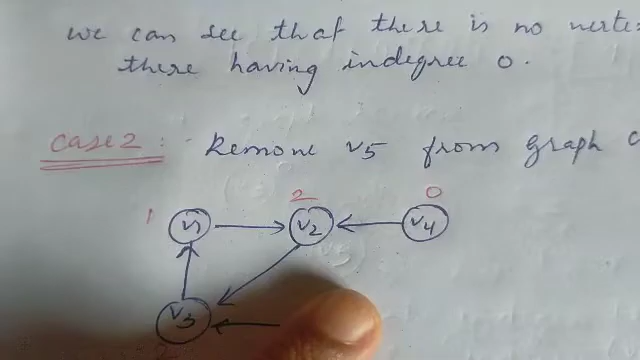 we can see that there is no
there having indegree 0.
Case 2: Remove v5 from graph
2 0
1 v1 v2 v4
v3